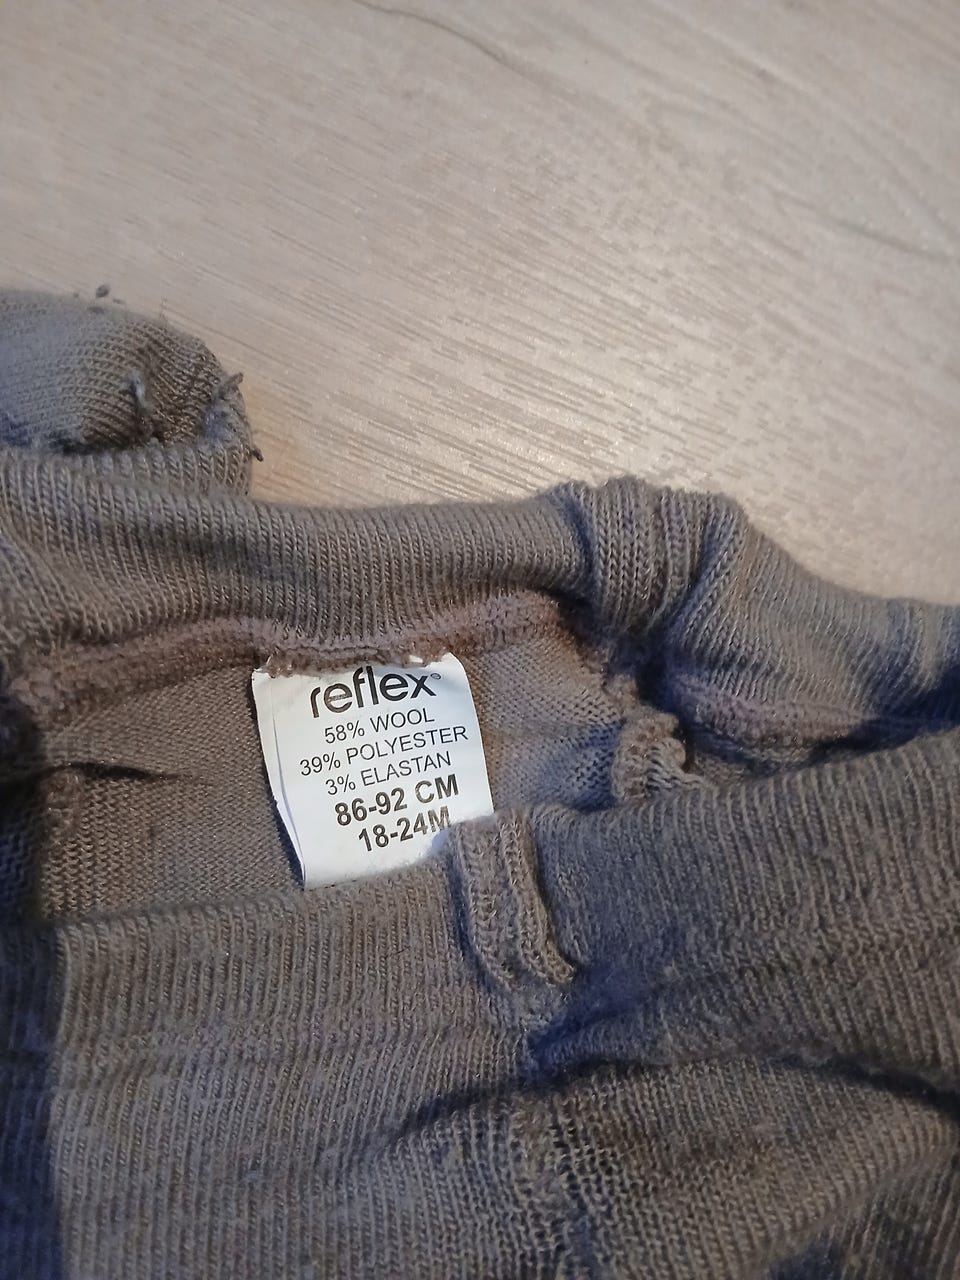 reflex®
58% WOOL
39% POLYESTER
3% ELASTAN
86-92 CM
18-24M